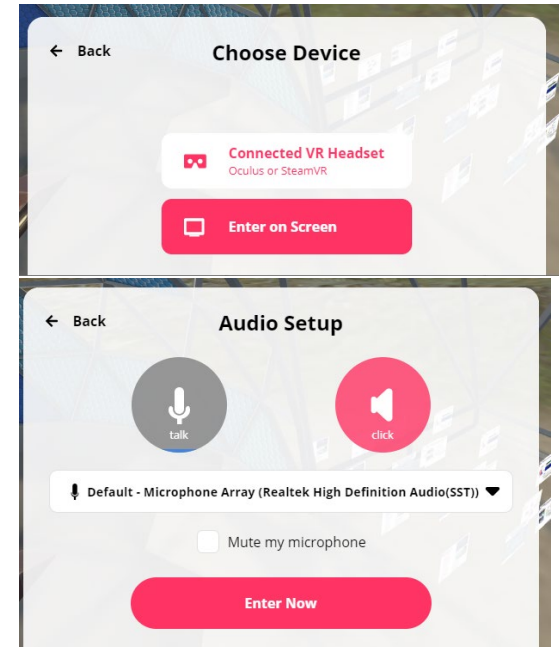 ← Back
Choose Device
Connected VR Headset
Oculus or SteamVR
Enter on Screen
← Back
Audio Setup
talk
click
Default - Microphone Array (Realtek High Definition Audio(SST))
Mute my microphone
Enter Now